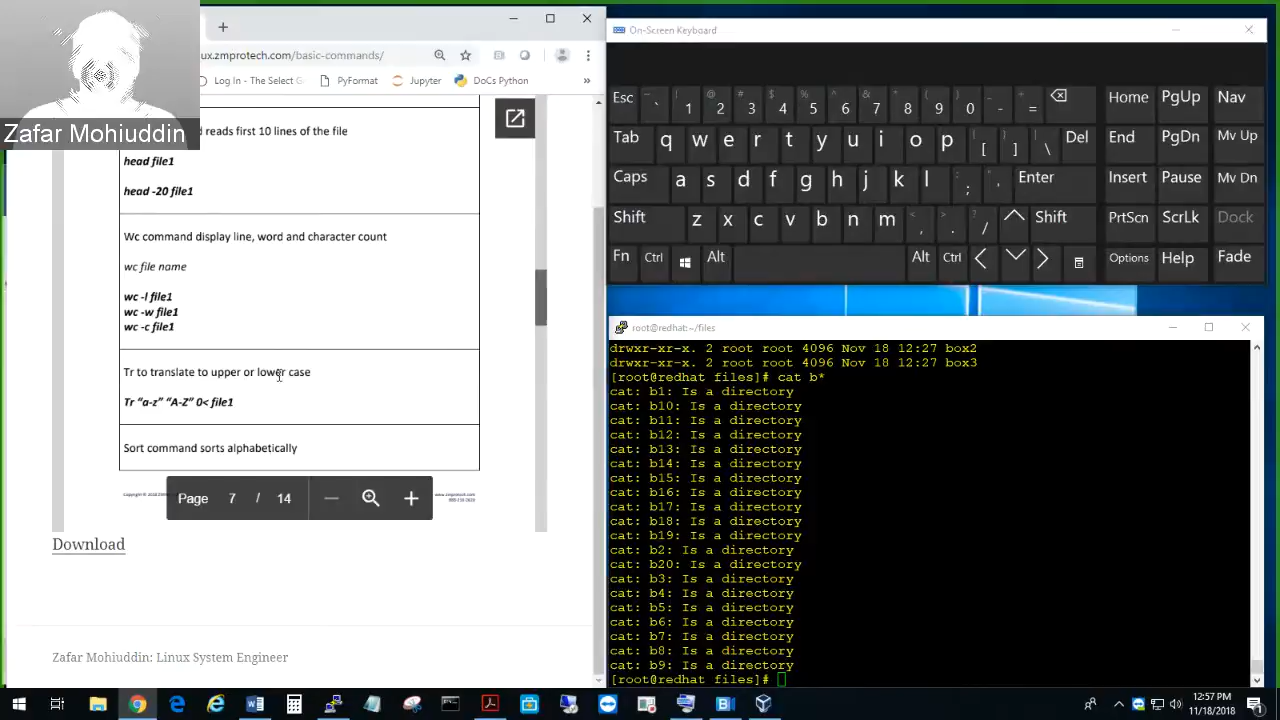 Zafar Mohiuddin
ux.zmprotech.com/basic-commands/
Log In - The Select G
PyFormat
Jupyter
DoCs Python
»
d reads first 10 lines of the file
head file1
head -20 file1
Wc command display line, word and character count
wc file name
wc -l file1
wc -w file1
wc -c file1
Tr to translate to upper or lower case
Tr “a-z” “A-Z” 0< file1
Sort command sorts alphabetically
www.zmprotech.com
Page 7 / 14
Download
Zafar Mohiuddin: Linux System Engineer
On-Screen Keyboard
Esc ~ ` ! 1 @ 2 # 3 $ 4 % 5 ^ 6 & 7 * 8 ( 9 ) 0 _ - + = Home PgUp Nav
Tab q w e r t y u i o p { [ } ] | \ Del End PgDn Mv Up
Caps a s d f g h j k l : ; " ' Enter Insert Pause Mv Dn
Shift z x c v b n m < , > . ? / Shift PrtScn ScrLk Dock
Fn Ctrl Alt Alt Ctrl Options Help Fade
root@redhat:~/files
drwxr-xr-x. 2 root root 4096 Nov 18 12:27 box2
drwxr-xr-x. 2 root root 4096 Nov 18 12:27 box3
[root@redhat files]# cat b*
cat: b1: Is a directory
cat: b10: Is a directory
cat: b11: Is a directory
cat: b12: Is a directory
cat: b13: Is a directory
cat: b14: Is a directory
cat: b15: Is a directory
cat: b16: Is a directory
cat: b17: Is a directory
cat: b18: Is a directory
cat: b19: Is a directory
cat: b2: Is a directory
cat: b20: Is a directory
cat: b3: Is a directory
cat: b4: Is a directory
cat: b5: Is a directory
cat: b6: Is a directory
cat: b7: Is a directory
cat: b8: Is a directory
cat: b9: Is a directory
[root@redhat files]#
12:57 PM
11/18/2018